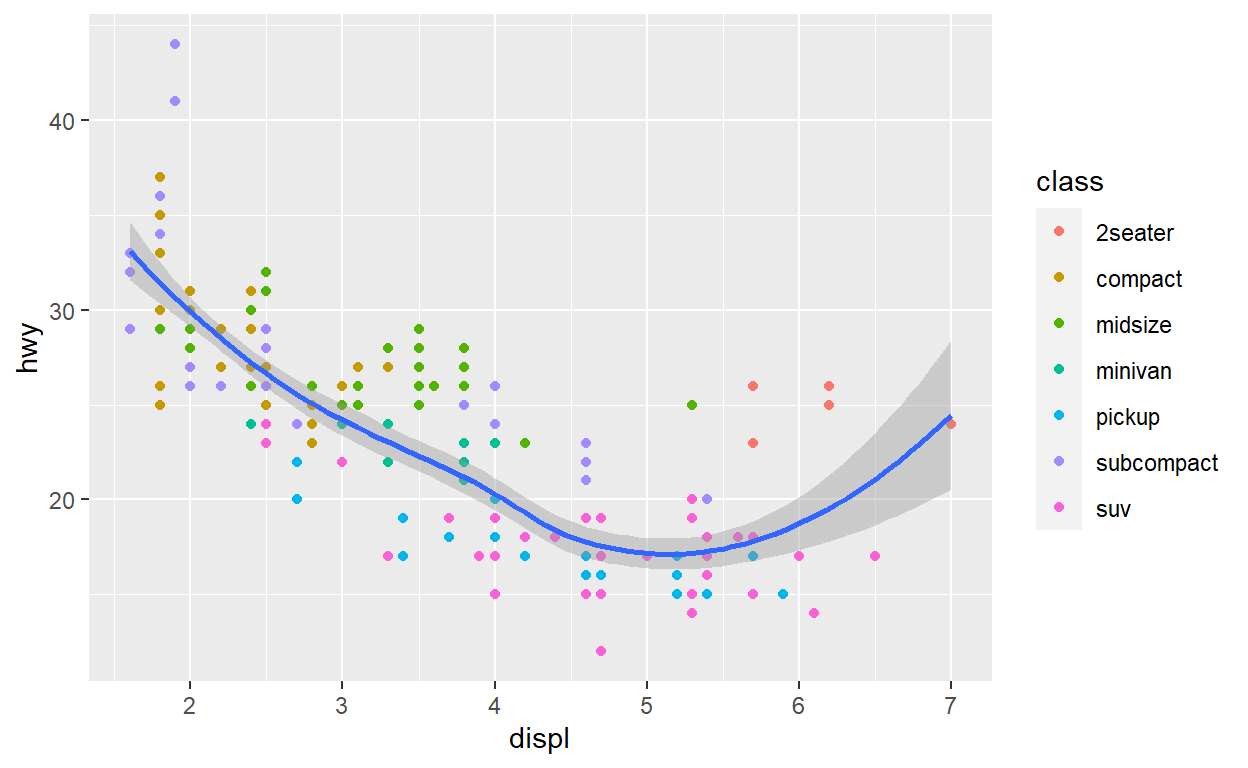 hwy
40
30
20
2 3 4 5 6 7
displ
class
2seater
compact
midsize
minivan
pickup
subcompact
suv